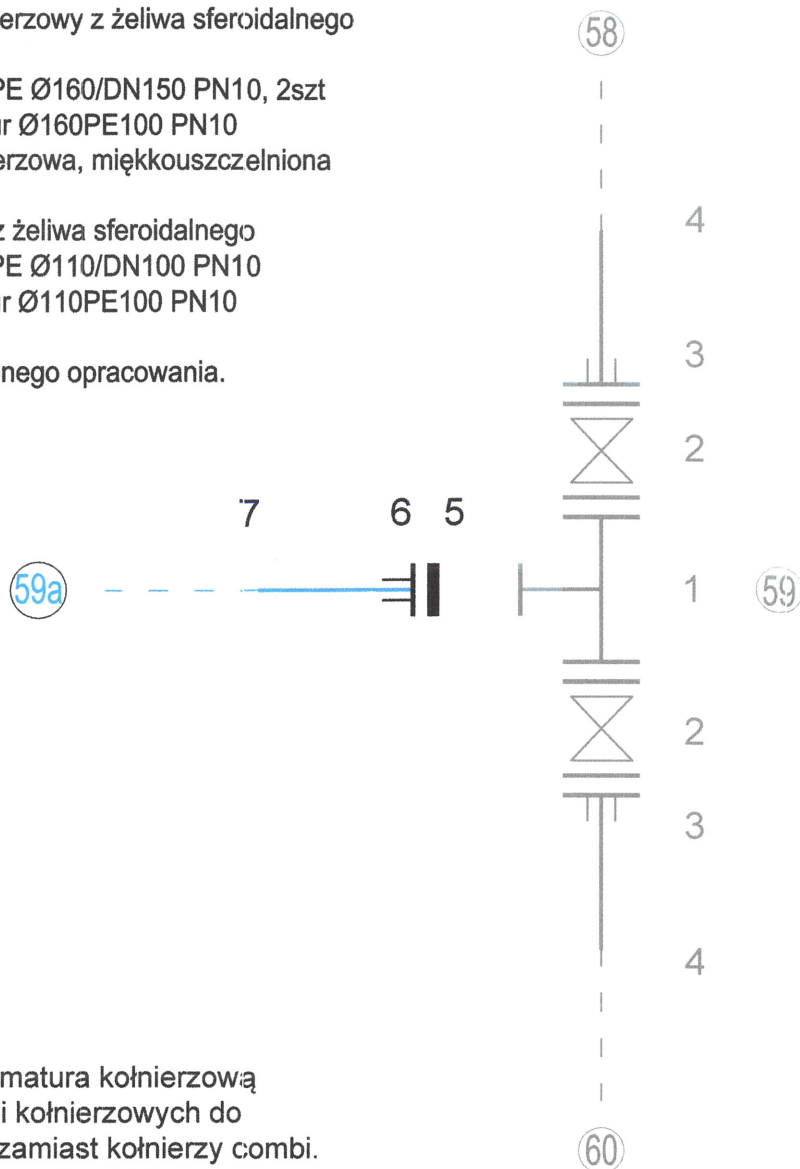 erzowy z żeliwa sferoidalnego
PE Ø160/DN150 PN10, 2szt
ur Ø160PE100 PN10
erzowa, miękkouszczelniona
z żeliwa sferoidalnego
PE Ø110/DN100 PN10
ur Ø110PE100 PN10
nego opracowania.
58
4
3
2
7 6 5
59a
1
59
2
3
4
matura kołnierzową
i kołnierzowych do
zamiast kołnierzy combi.
60